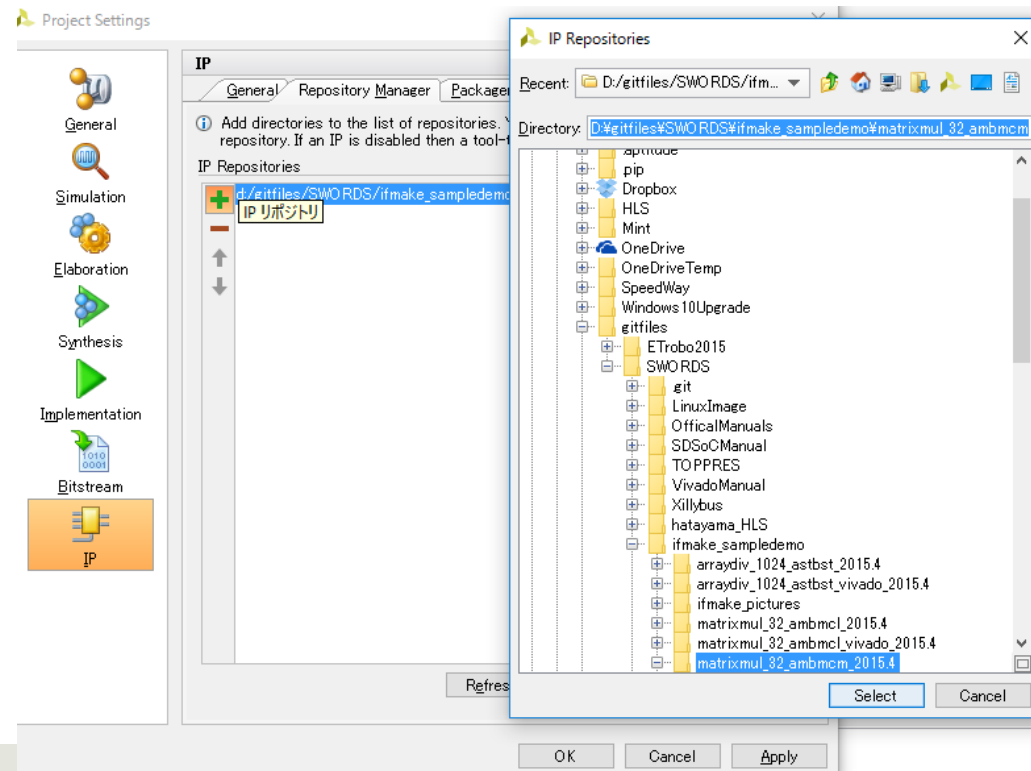 Project Settings
General
Simulation
Elaboration
Synthesis
1010
0001
Implementation
Bitstream
IP
IP
General
Repository Manager
Packager
Add directories to the list of repositories.
repository. If an IP is disabled then a tool-t
IP Repositories
d:/gitfiles/SWORDS/ifmake_sampledemo
IP リポジトリ
Refres
OK
Cancel
Apply
IP Repositories
Recent: D:/gitfiles/SWORDS/ifm...
Directory: D:¥gitfiles¥SWORDS¥ifmake_sampledemo¥matrixmul_32_ambmcm
aptitude
pip
Dropbox
HLS
Mint
OneDrive
OneDriveTemp
SpeedWay
Windows10Upgrade
gitfiles
ETrobo2015
SWORDS
git
LinuxImage
OfficalManuals
SDSoCManual
TOPPRES
VivadoManual
Xillybus
hatayama_HLS
ifmake_sampledemo
arraydiv_1024_astbst_2015.4
arraydiv_1024_astbst_vivado_2015.4
ifmake_pictures
matrixmul_32_ambmcl_2015.4
matrixmul_32_ambmcl_vivado_2015.4
matrixmul_32_ambmcm_2015.4
Select
Cancel